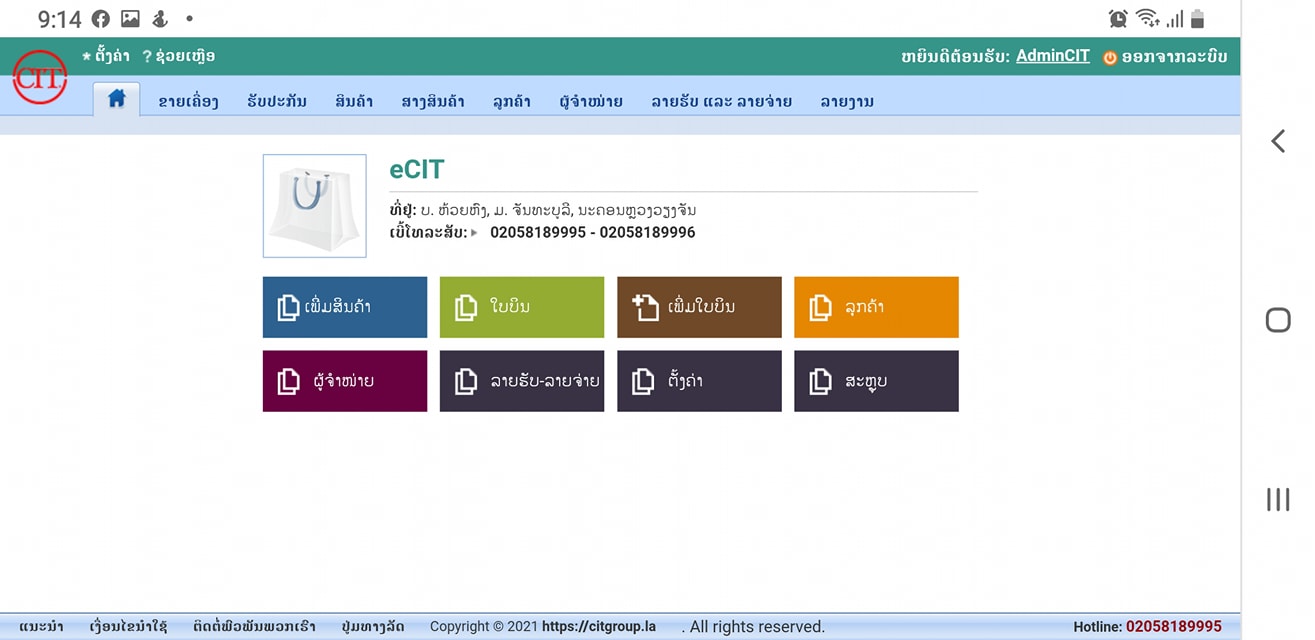 9:14
* ຕັ້ງຄ່າ ? ຊ່ວຍເຫຼືອ
ຫຍິນດີຕ້ອນຮັບ: AdminCIT ອອກຈາກລະບົບ
CIT
ຂາຍເຄື່ອງ ຮັບປະກັນ ສິນຄ້າ ສາງສິນຄ້າ ລູກຄ້າ ຜູ້ຈຳໜ່າຍ ລາຍຮັບ ແລະ ລາຍຈ່າຍ ລາຍງານ
eCIT
ທີ່ຢູ່: ບ. ຫ້ວຍຫົງ, ມ. ຈັນທະບຸລິ, ນະຄອນຫຼວງວຽງຈັນ
ເບີ້ໂທລະສັບ: 02058189995 - 02058189996
ເພີ່ມສິນຄ້າ ໃບບິນ ເພີ່ມໃບບິນ ລູກຄ້າ
ຜູ້ຈຳໜ່າຍ ລາຍຮັບ-ລາຍຈ່າຍ ຕັ້ງຄ່າ ສະຫຼຸບ
ແນະນຳ ເງື່ອນໄຂນຳໃຊ້ ຕິດຕໍ່ພົວພັນພວກເຮົາ ປຸ່ມທາງລັດ Copyright © 2021 https://citgroup.la . All rights reserved. Hotline: 02058189995